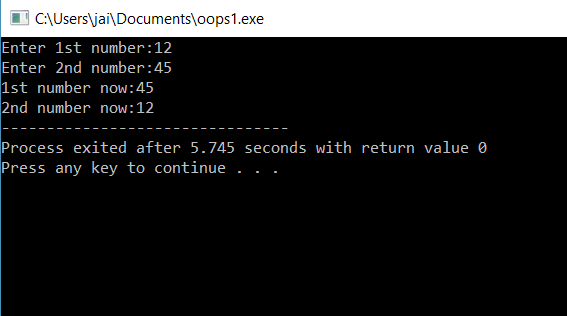 C:\Users\jai\Documents\oops1.exe
Enter 1st number:12
Enter 2nd number:45
1st number now:45
2nd number now:12
--------------------------------
Process exited after 5.745 seconds with return value 0
Press any key to continue . . .